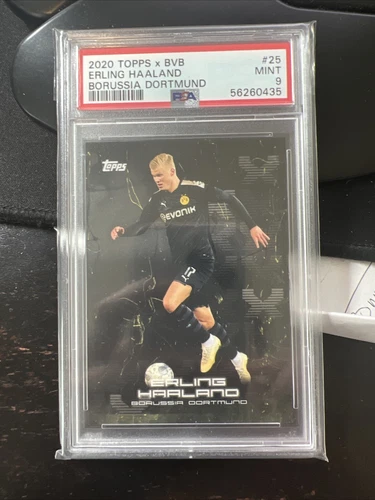 2020 TOPPS x BVB #25
ERLING HAALAND MINT
BORUSSIA DORTMUND 9
PSA 56260435
Topps
EVONIK
17
ERLING
HAALAND
BORUSSIA DORTMUND